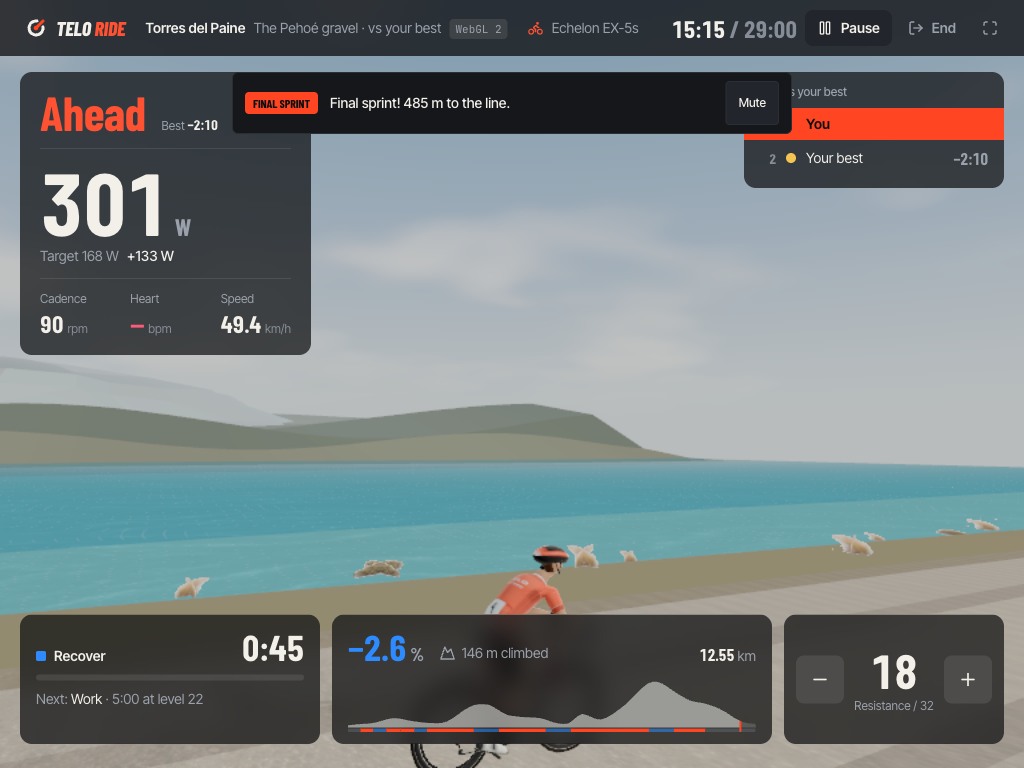 TELO RIDE Torres del Paine The Pehoé gravel · vs your best WebGL 2 Echelon EX-5s 15:15 / 29:00 Pause End
FINAL SPRINT Final sprint! 485 m to the line. Mute
Ahead Best −2:10
301 W
Target 168 W +133 W
Cadence Heart Speed
90 rpm – bpm 49.4 km/h
s your best
You
2 Your best −2:10
Recover 0:45
Next: Work · 5:00 at level 22
−2.6 % 146 m climbed 12.55 km
− 18 +
Resistance / 32